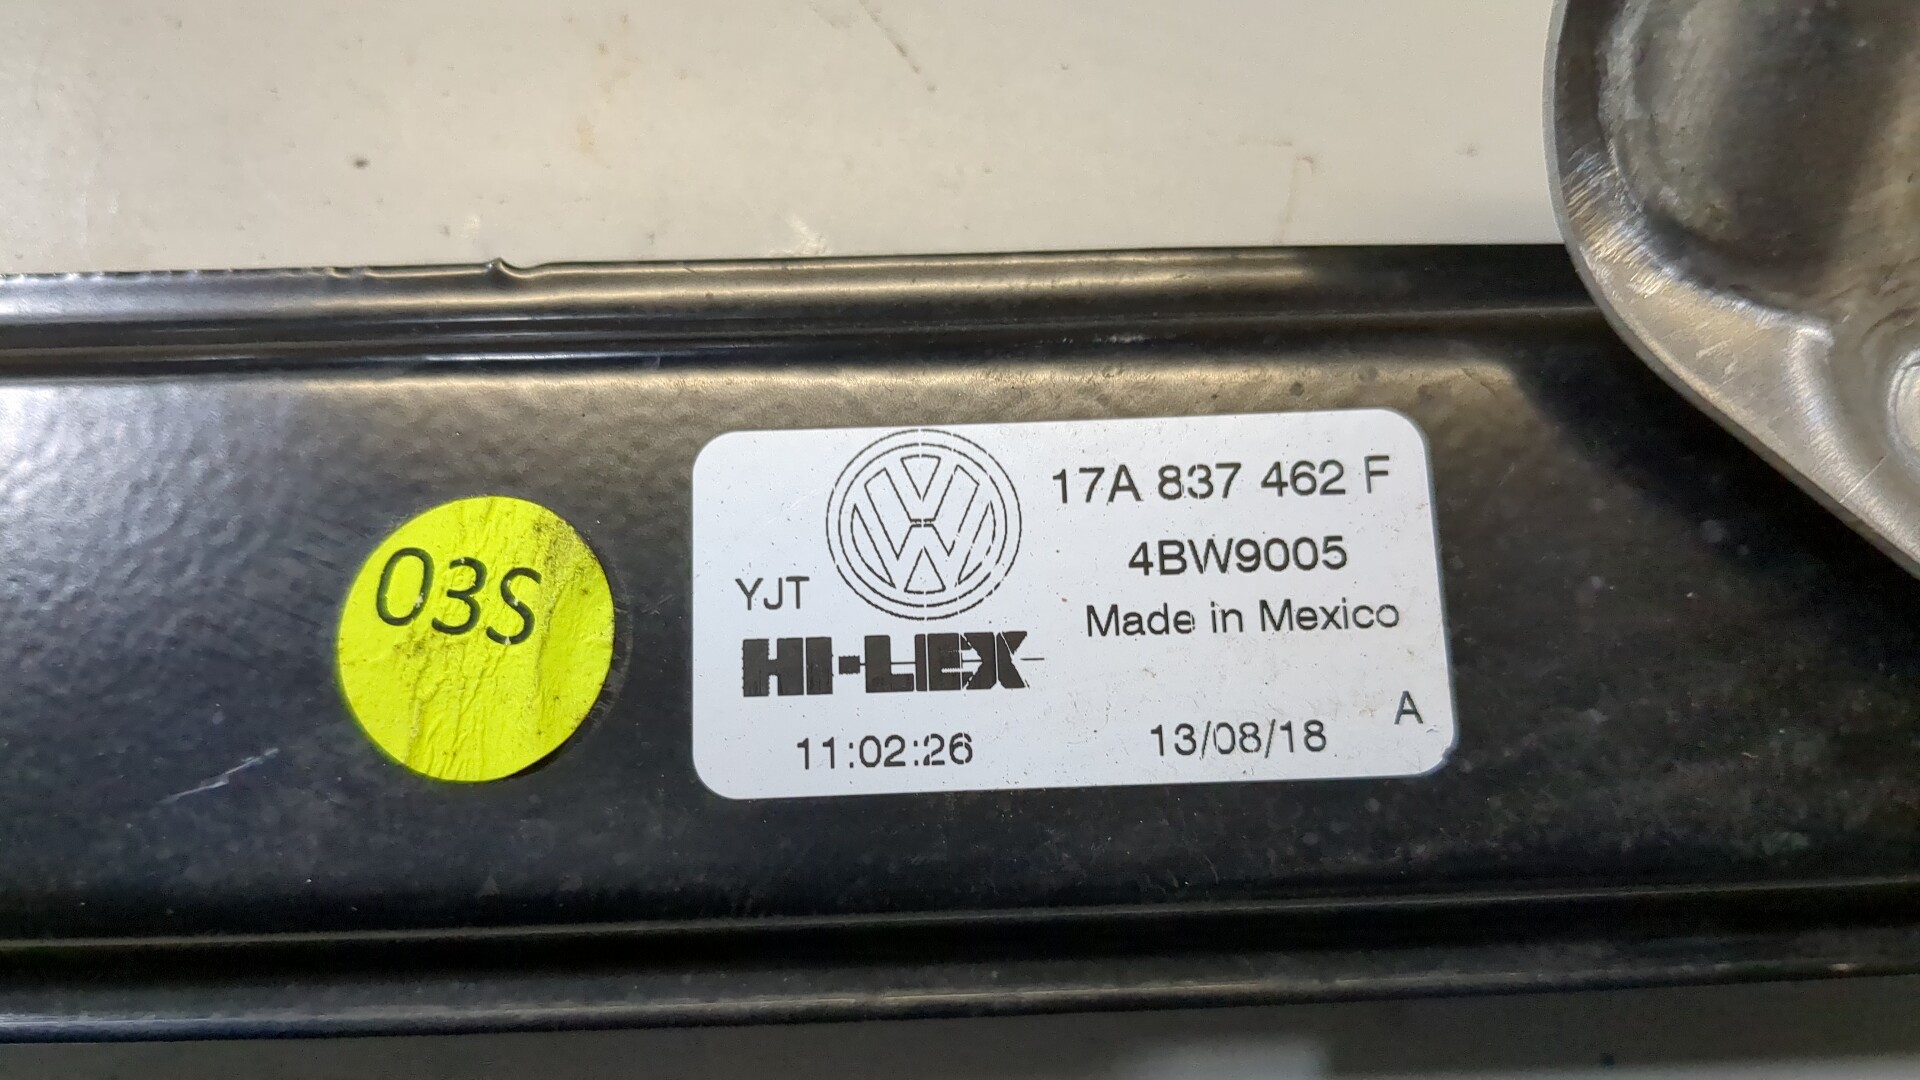 03S
17A 837 462 F
4BW9005
YJT
Made in Mexico
HI-LEX
A
11:02:26
13/08/18